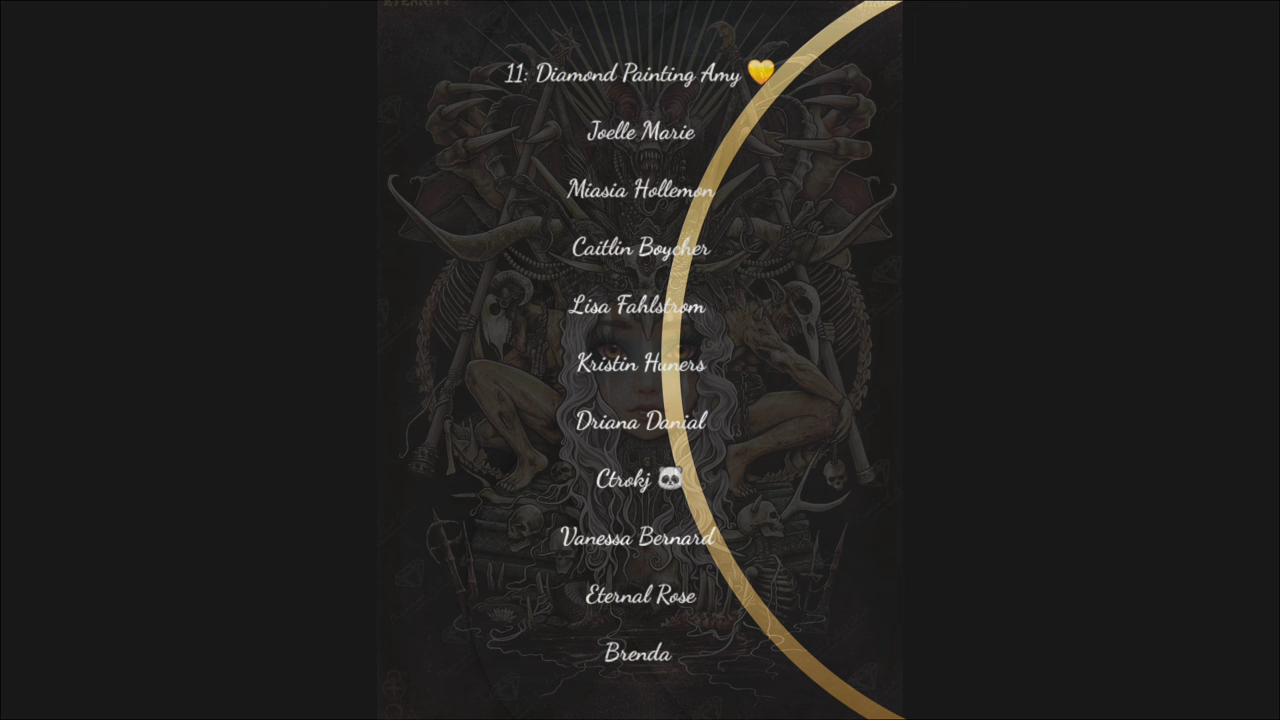 11: Diamond Painting Amy 💛
Joelle Marie
Miasia Hollemon
Caitlin Boycher
Lisa Fahlstrom
Kristin Huners
Driana Danial
Ctrokj 🐼
Vanessa Bernard
Eternal Rose
Brenda